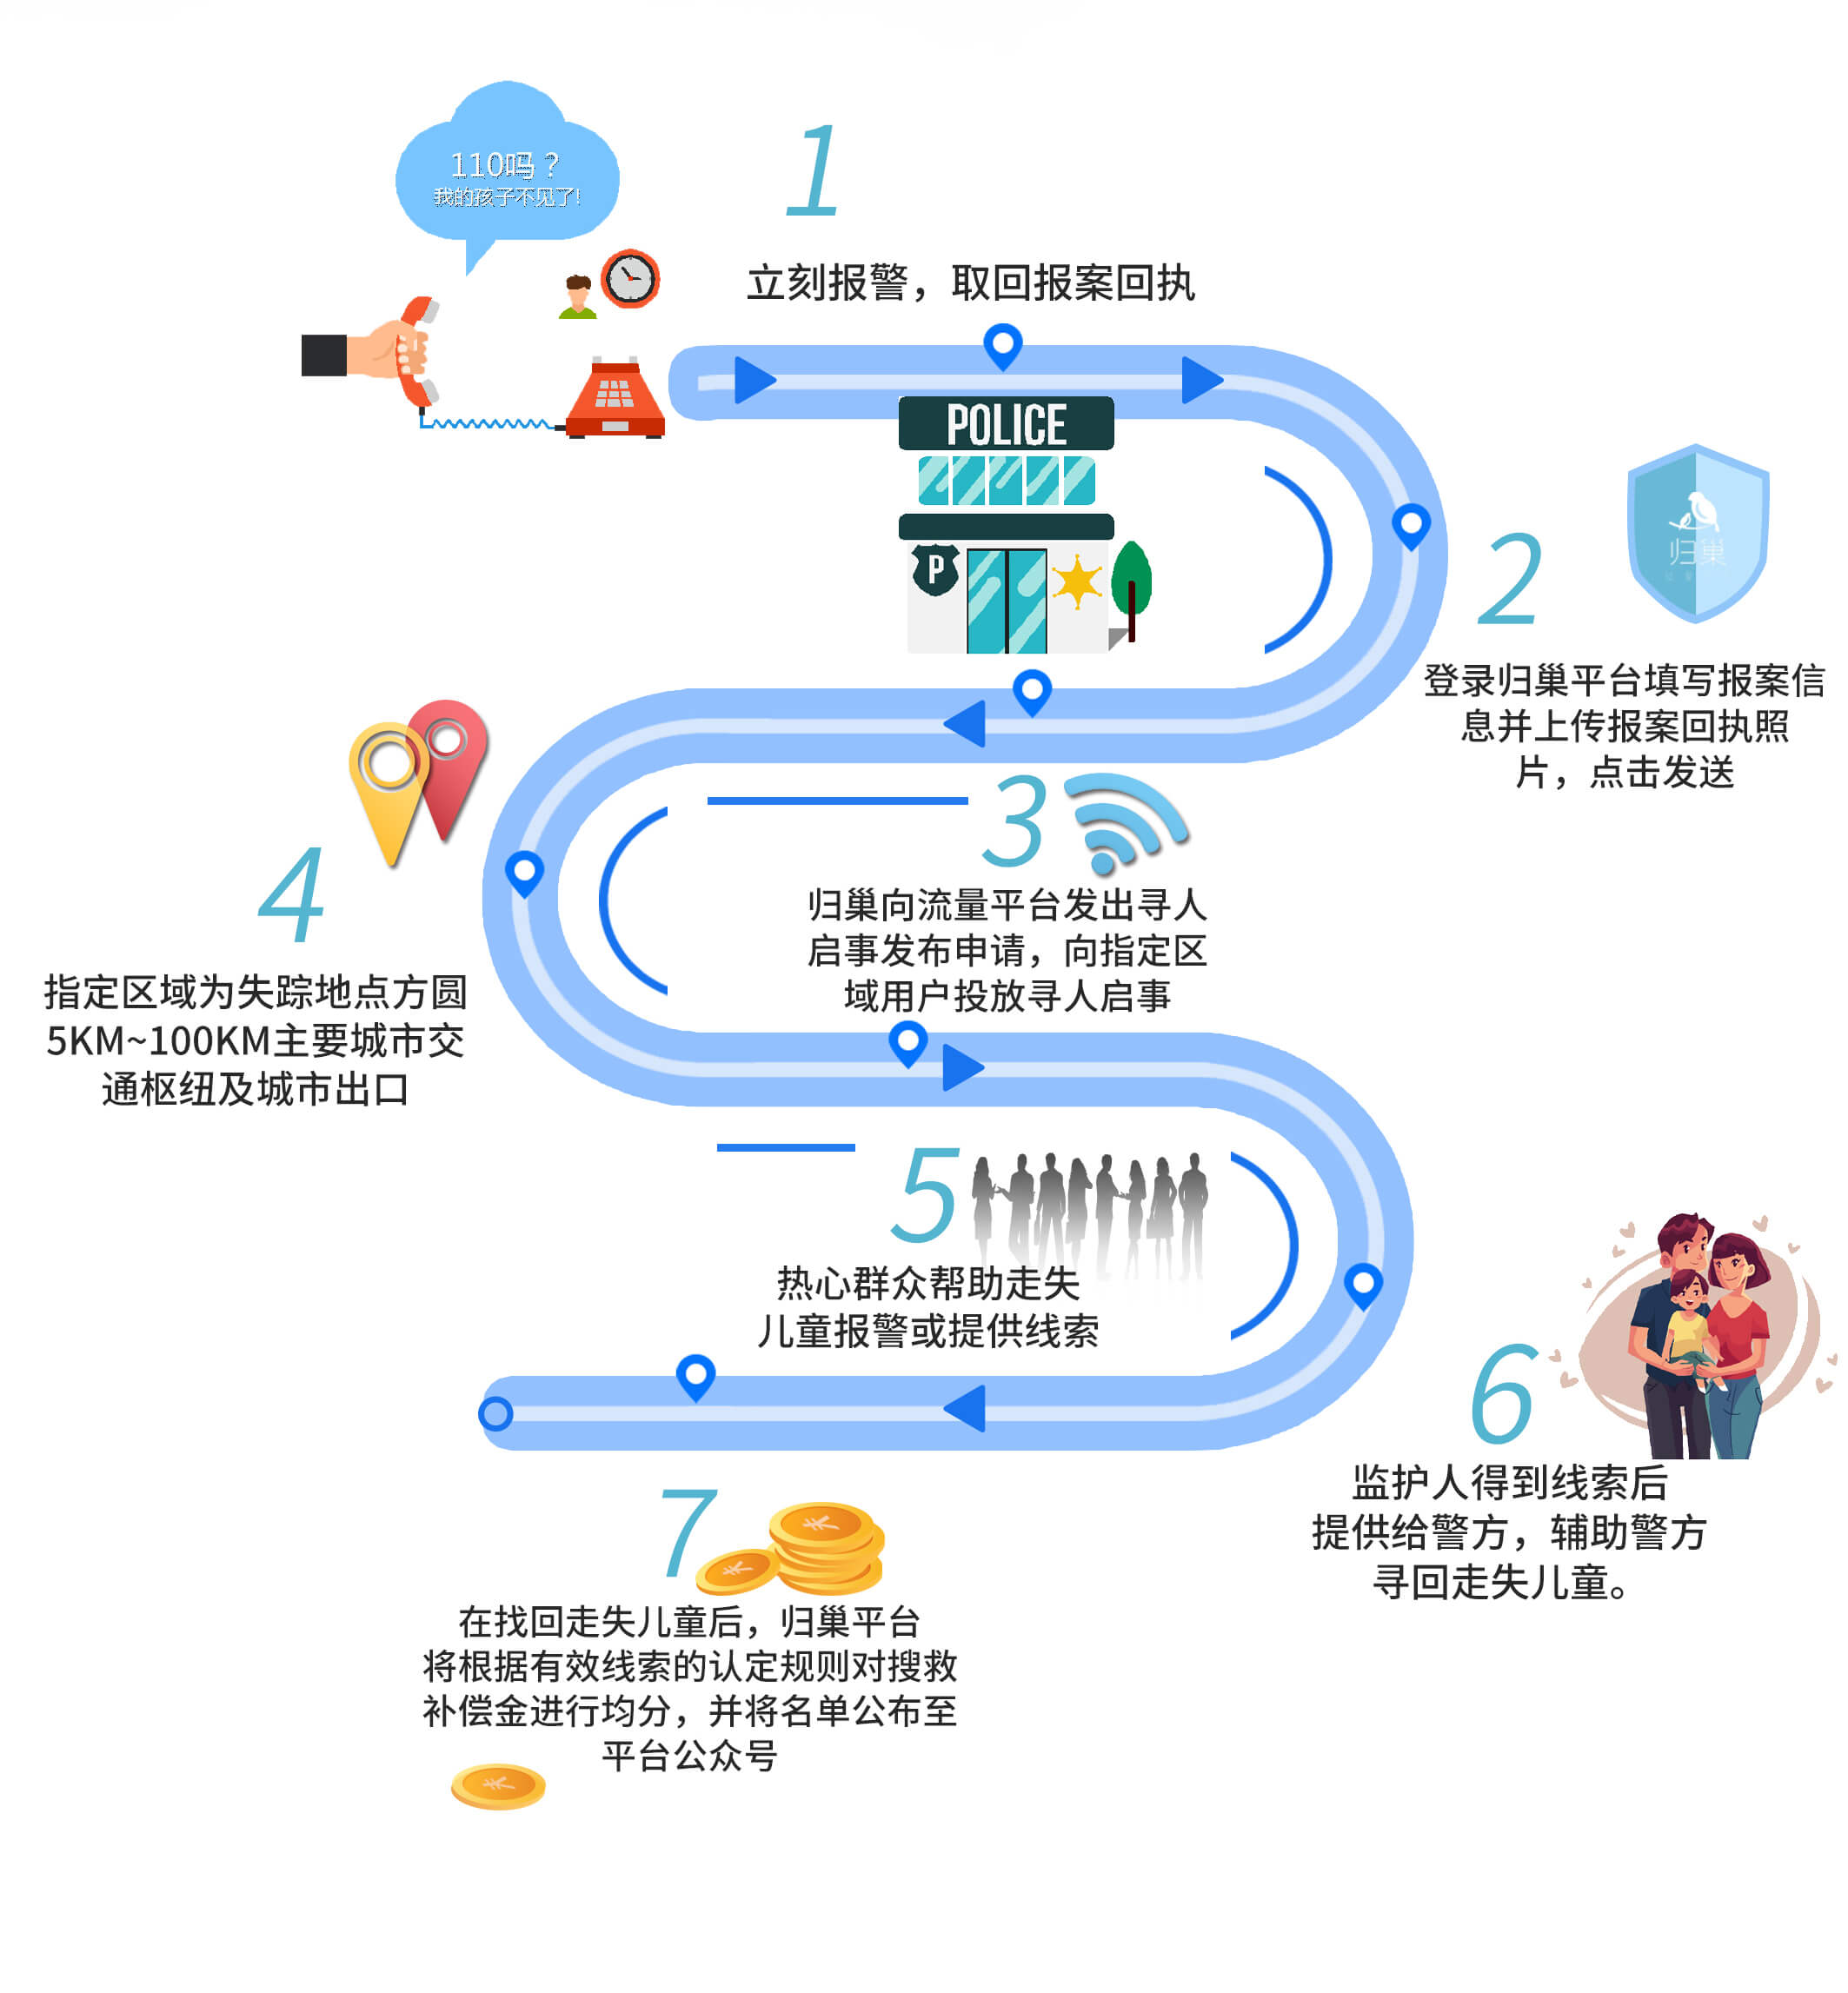 110吗？
我的孩子不见了!
1
立刻报警，取回报案回执
POLICE
P
2
归巢
登录归巢平台填写报案信
息并上传报案回执照
片，点击发送
3
归巢向流量平台发出寻人
启事发布申请，向指定区
域用户投放寻人启事
4
指定区域为失踪地点方圆
5KM~100KM主要城市交
通枢纽及城市出口
5
热心群众帮助走失
儿童报警或提供线索
6
监护人得到线索后
提供给警方，辅助警方
寻回走失儿童。
7
在找回走失儿童后，归巢平台
将根据有效线索的认定规则对搜救
补偿金进行均分，并将名单公布至
平台公众号